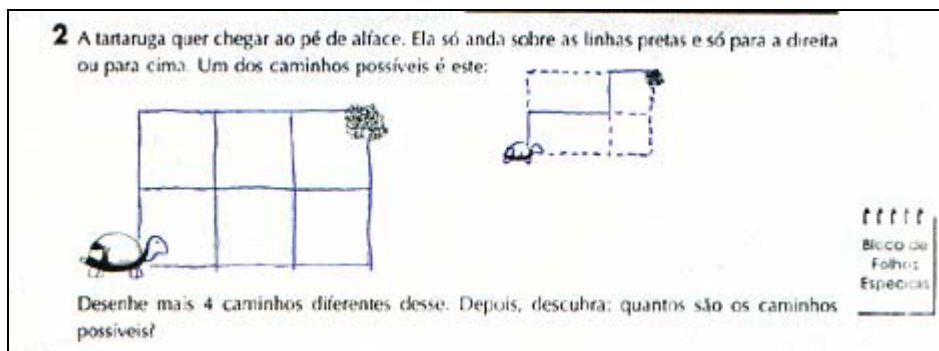 2 A tartaruga quer chegar ao pé de alface. Ela só anda sobre as linhas pretas e só para a direita
ou para cima. Um dos caminhos possíveis é este:
Bloco de
Folhas
Especiais
Desenhe mais 4 caminhos diferentes desse. Depois, descubra: quantos são os caminhos
possíveis?